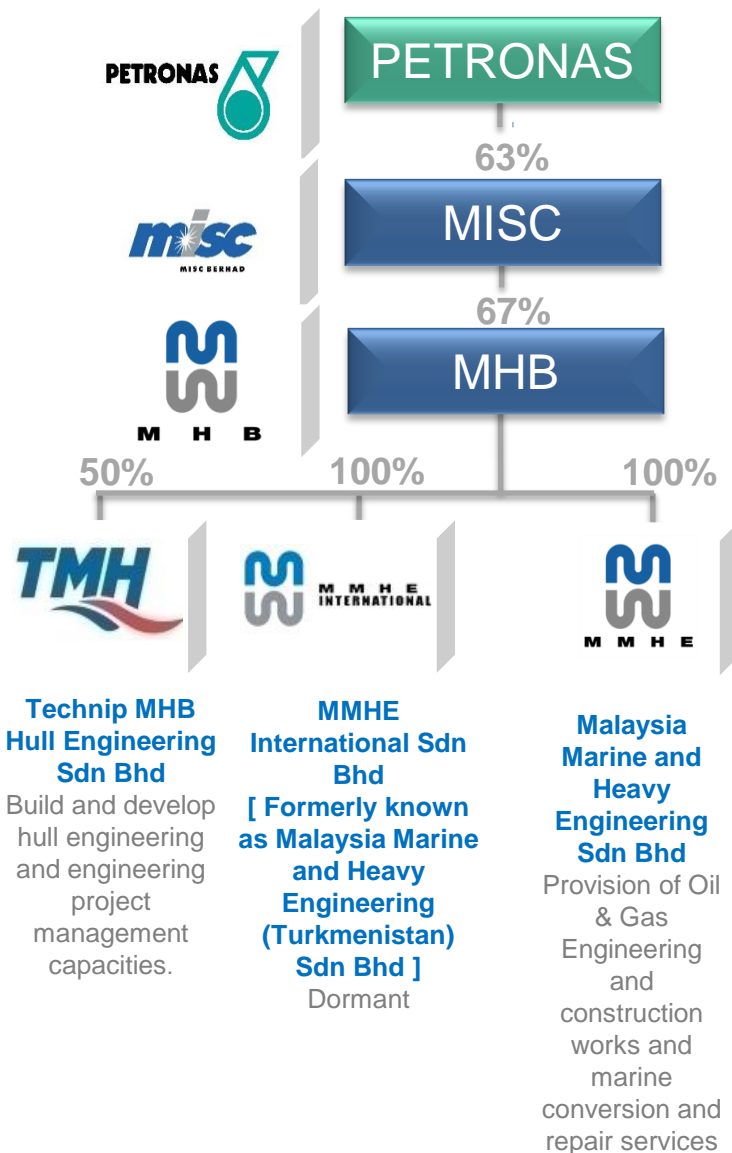 PETRONAS
PETRONAS
63%
misc
MISC BERHAD
MISC
67%
M H B
MHB
50%
100%
100%
TMH
M M H E
INTERNATIONAL
M M H E
Technip MHB
Hull Engineering
Sdn Bhd
Build and develop
hull engineering
and engineering
project
management
capacities.
MMHE
International Sdn
Bhd
[ Formerly known
as Malaysia Marine
and Heavy
Engineering
(Turkmenistan)
Sdn Bhd ]
Dormant
Malaysia
Marine and
Heavy
Engineering
Sdn Bhd
Provision of Oil
& Gas
Engineering
and
construction
works and
marine
conversion and
repair services